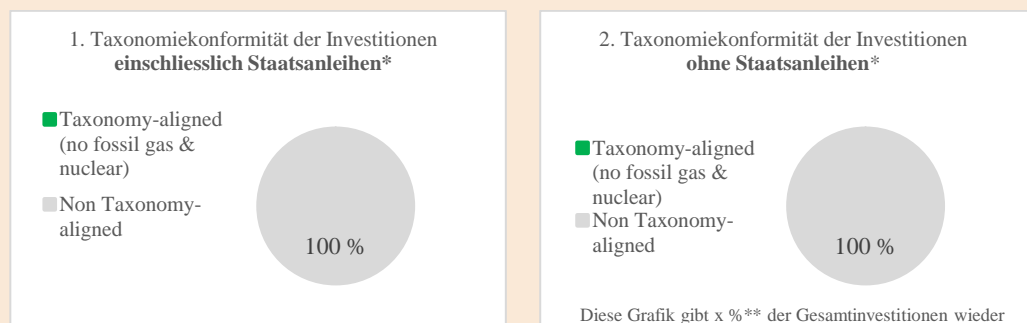 1. Taxonomiekonformität der Investitionen
einschliesslich Staatsanleihen*
Taxonomy-aligned
(no fossil gas &
nuclear)
Non Taxonomy-
aligned
100 %
2. Taxonomiekonformität der Investitionen
ohne Staatsanleihen*
Taxonomy-aligned
(no fossil gas &
nuclear)
Non Taxonomy-
aligned
100 %
Diese Grafik gibt x %** der Gesamtinvestitionen wieder